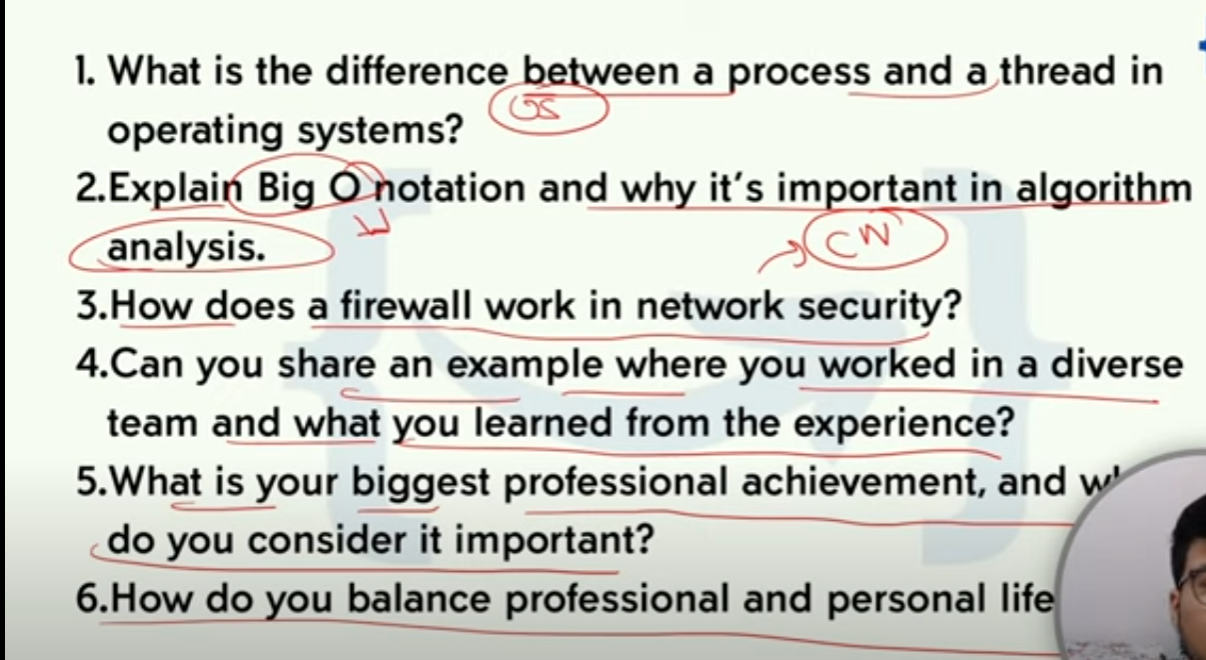 1. What is the difference between a process and a thread in
OS
operating systems?
2.Explain Big O notation and why it's important in algorithm
analysis.
CN
3.How does a firewall work in network security?
4.Can you share an example where you worked in a diverse
team and what you learned from the experience?
5.What is your biggest professional achievement, and
do you consider it important?
6.How do you balance professional and personal life